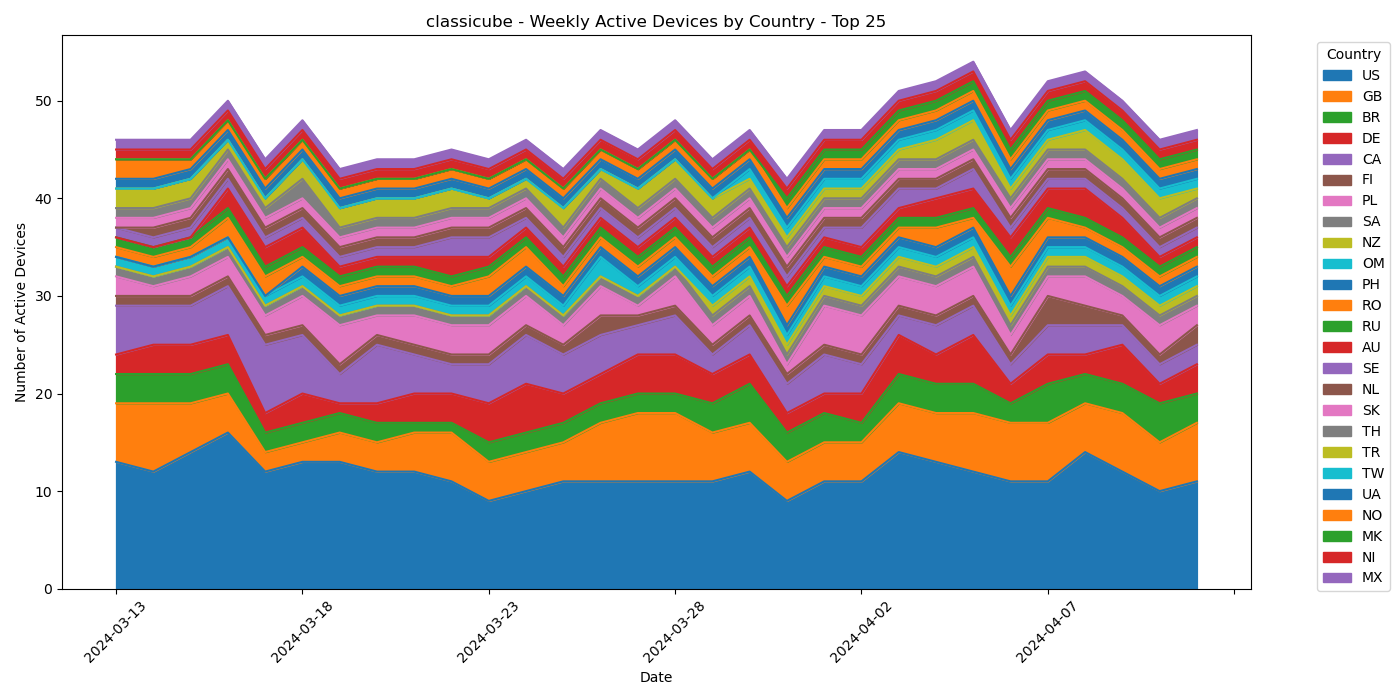 classicube - Weekly Active Devices by Country - Top 25
Number of Active Devices
50
40
30
20
10
0
2024-03-13
2024-03-18
2024-03-23
2024-03-28
2024-04-02
2024-04-07
Date
Country
US
GB
BR
DE
CA
FI
PL
SA
NZ
OM
PH
RO
RU
AU
SE
NL
SK
TH
TR
TW
UA
NO
MK
NI
MX